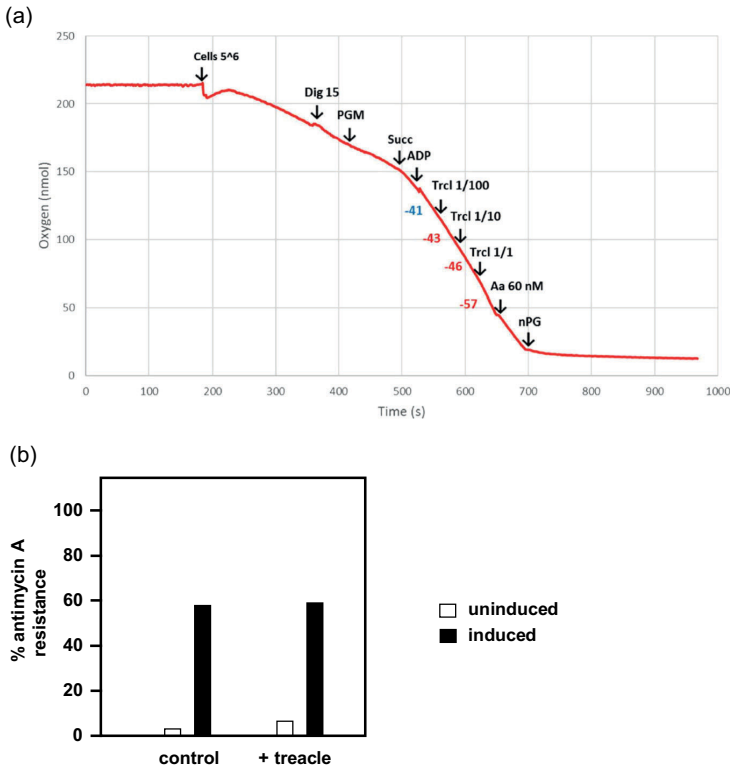 (a)
250
200
150
100
50
0
Oxygen (nmol)
Cells 5^6
Dig 15
PGM
Succ
ADP
Trcl 1/100
-41
Trcl 1/10
-43
Trcl 1/1
-46
Aa 60 nM
-57
nPG
0 100 200 300 400 500 600 700 800 900 1000
Time (s)
(b)
100
80
60
40
20
0
% antimycin A
resistance
control + treacle
uninduced
induced